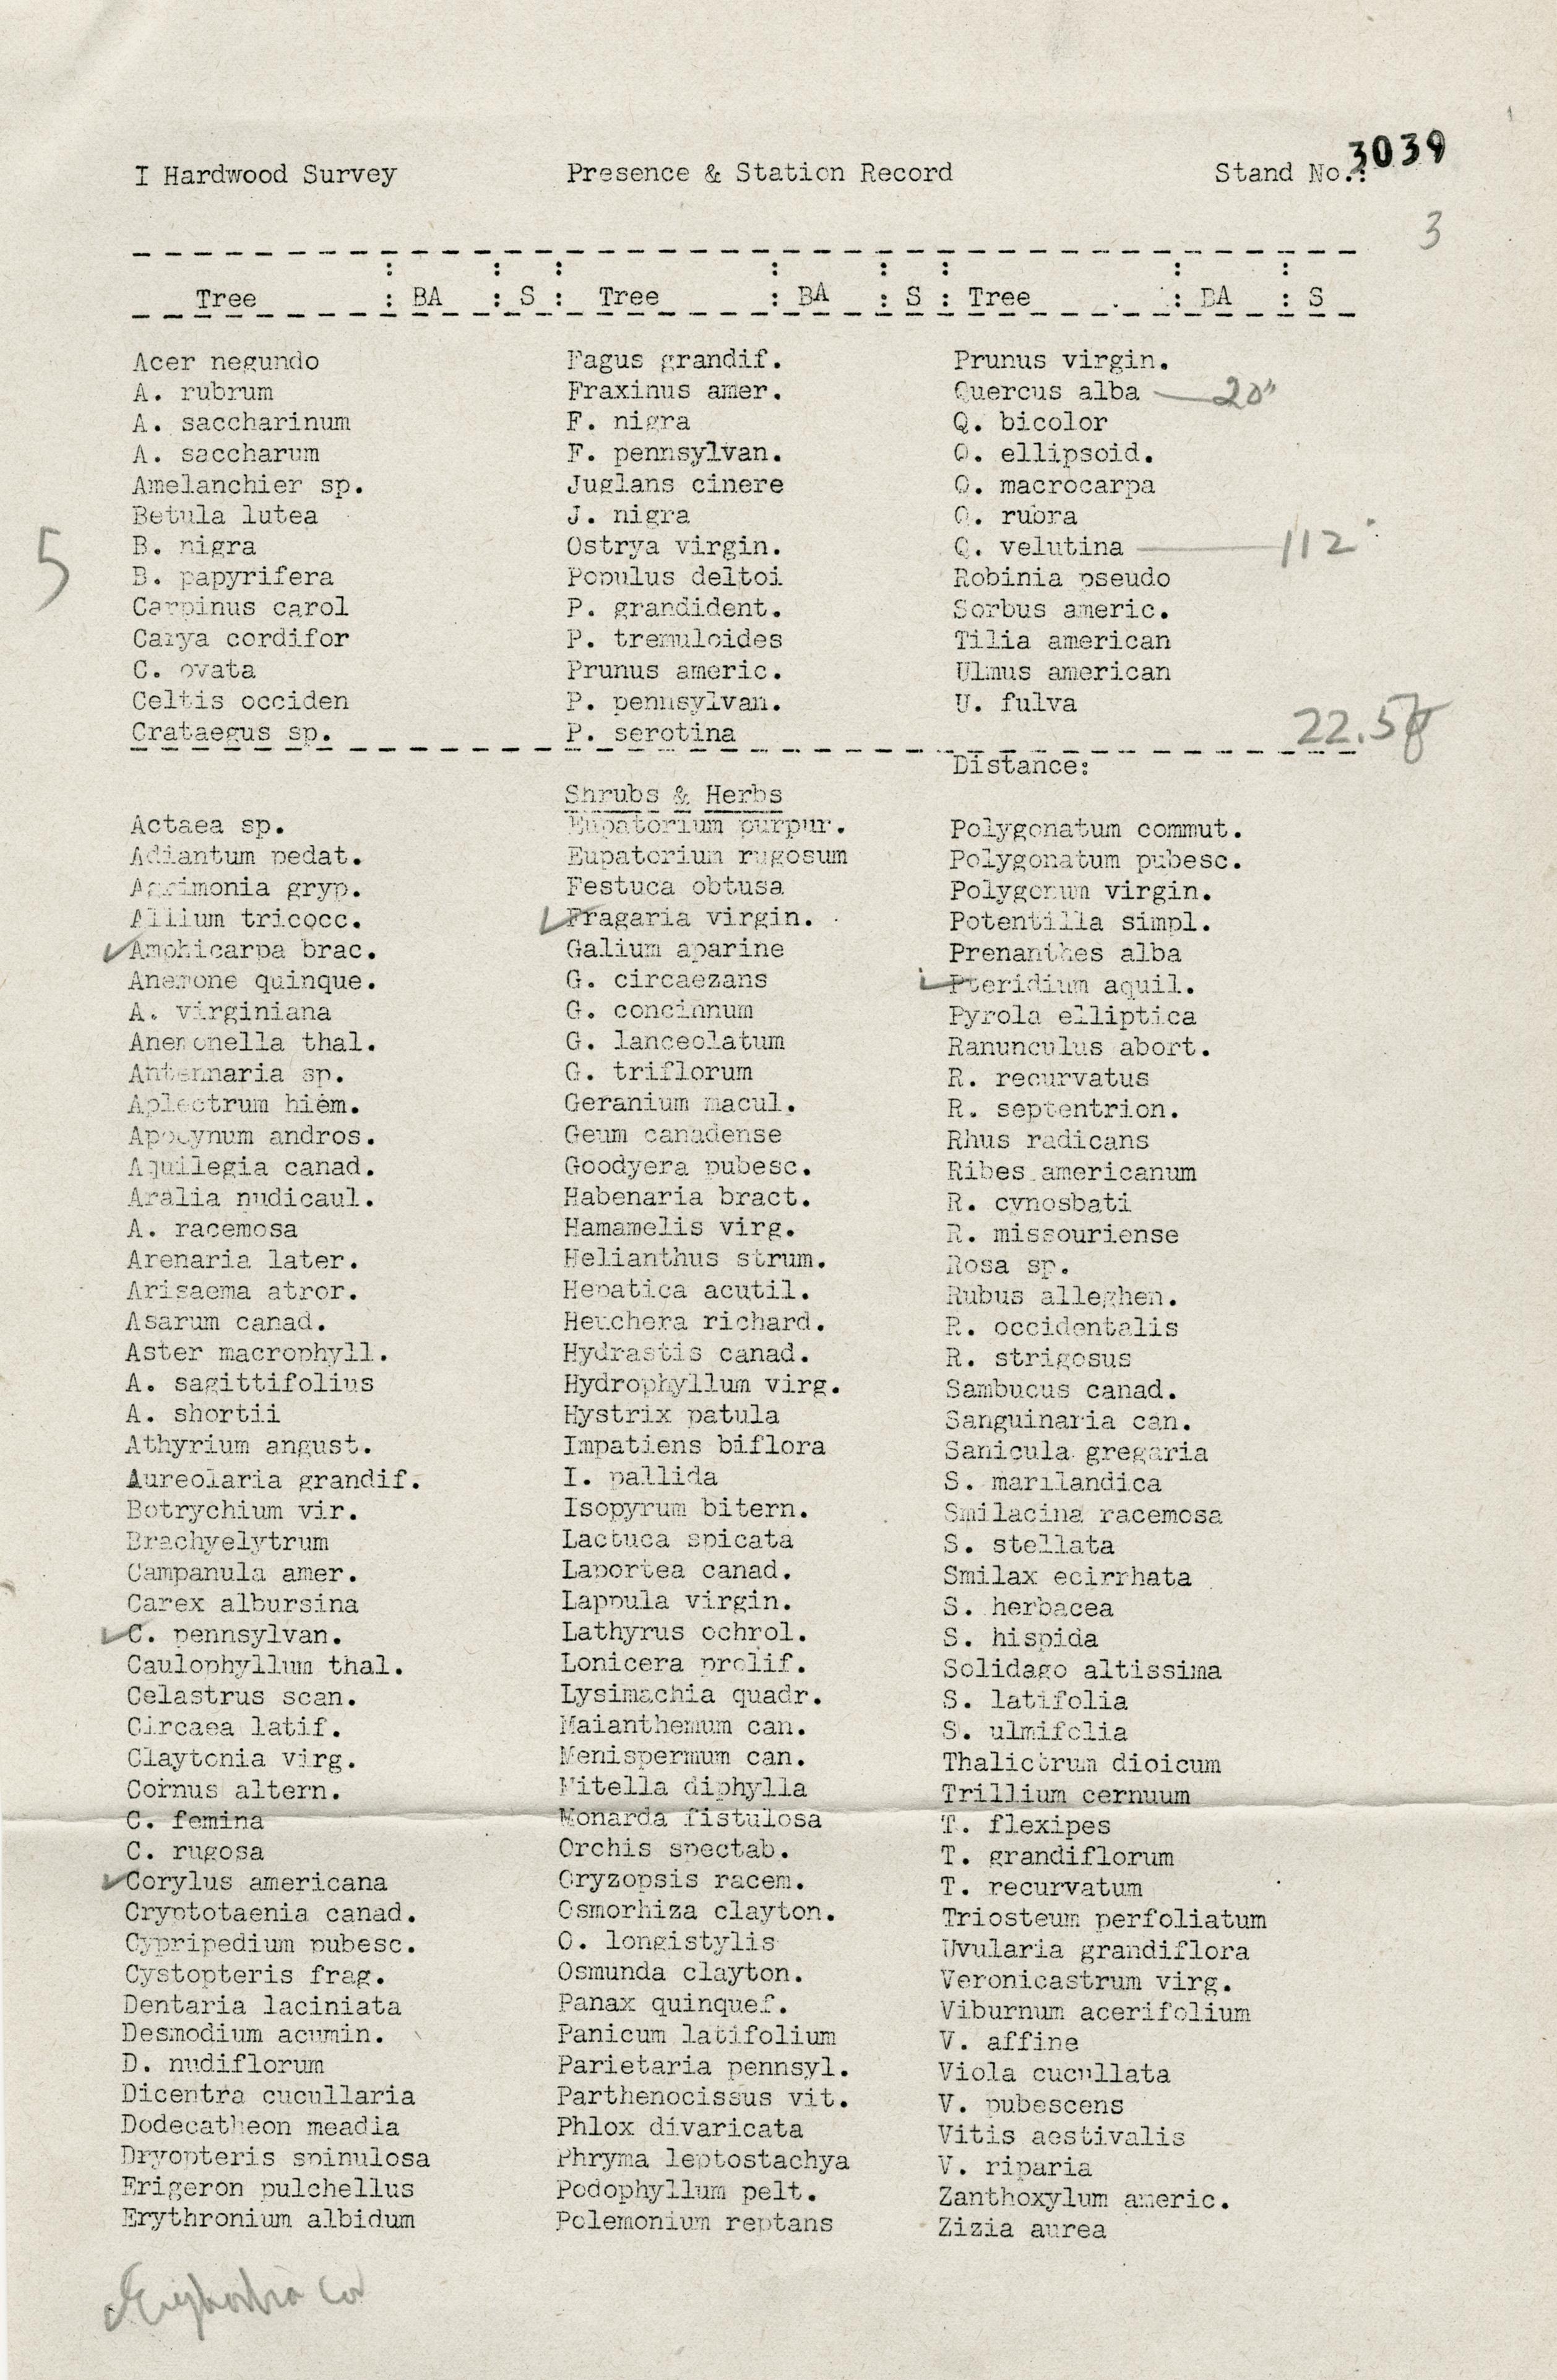 I Hardwood Survey Presence & Station Record Stand No.: 3039
3
Tree : BA : S : Tree : BA : S : Tree : BA : S
Acer negundo Fagus grandif. Prunus virgin.
A. rubrum Fraxinus amer. Quercus alba — 20"
A. saccharinum F. nigra Q. bicolor
A. saccharum F. pennsylvan. Q. ellipsoid.
Amelanchier sp. Juglans cinere Q. macrocarpa
Betula lutea J. nigra Q. rubra
5 B. nigra Ostrya virgin. Q. velutina — 112
B. papyrifera Populus deltoi Robinia pseudo
Carpinus carol P. grandident. Sorbus americ.
Carya cordifor P. tremuloides Tilia american
C. ovata Prunus americ. Ulmus american
Celtis occiden P. pennsylvan. U. fulva
Crataegus sp. P. serotina 22.5
Distance:
Shrubs & Herbs
Actaea sp. Eupatorium purpur. Polygonatum commut.
Adiantum pedat. Eupatorium rugosum Polygonatum pubesc.
Agrimonia gryp. Festuca obtusa Polygonum virgin.
Allium tricocc. ✓Fragaria virgin. Potentilla simpl.
✓Amphicarpa brac. Galium aparine Prenanthes alba
Anemone quinque. G. circaezans ✓Pteridium aquil.
A. virginiana G. concinnum Pyrola elliptica
Anemonella thal. G. lanceolatum Ranunculus abort.
Antennaria sp. G. triflorum R. recurvatus
Aplectrum hiem. Geranium macul. R. septentrion.
Apocynum andros. Geum canadense Rhus radicans
Aquilegia canad. Goodyera pubesc. Ribes americanum
Aralia nudicaul. Habenaria bract. R. cynosbati
A. racemosa Hamamelis virg. R. missouriense
Arenaria later. Helianthus strum. Rosa sp.
Arisaema atror. Hepatica acutil. Rubus alleghen.
Asarum canad. Heuchera richard. R. occidentalis
Aster macrophyll. Hydrastis canad. R. strigosus
A. sagittifolius Hydrophyllum virg. Sambucus canad.
A. shortii Hystrix patula Sanguinaria can.
Athyrium angust. Impatiens biflora Sanicula gregaria
Aureolaria grandif. I. pallida S. marilandica
Botrychium vir. Isopyrum bitern. Smilacina racemosa
Brachyelytrum Lactuca spicata S. stellata
Campanula amer. Laportea canad. Smilax ecirrhata
Carex albursina Lappula virgin. S. herbacea
✓C. pennsylvan. Lathyrus ochrol. S. hispida
Caulophyllum thal. Lonicera prolif. Solidago altissima
Celastrus scan. Lysimachia quadr. S. latifolia
Circaea latif. Maianthemum can. S. ulmifolia
Claytonia virg. Menispermum can. Thalictrum dioicum
Cornus altern. Mitella diphylla Trillium cernuum
C. femina Monarda fistulosa T. flexipes
C. rugosa Orchis spectab. T. grandiflorum
✓Corylus americana Oryzopsis racem. T. recurvatum
Cryptotaenia canad. Osmorhiza clayton. Triosteum perfoliatum
Cypripedium pubesc. O. longistylis Uvularia grandiflora
Cystopteris frag. Osmunda clayton. Veronicastrum virg.
Dentaria laciniata Panax quinquef. Viburnum acerifolium
Desmodium acumin. Panicum latifolium V. affine
D. nudiflorum Parietaria pennsyl. Viola cucullata
Dicentra cucullaria Parthenocissus vit. V. pubescens
Dodecatheon meadia Phlox divaricata Vitis aestivalis
Dryopteris spinulosa Phryma leptostachya V. riparia
Erigeron pulchellus Podophyllum pelt. Zanthoxylum americ.
Erythronium albidum Polemonium reptans Zizia aurea